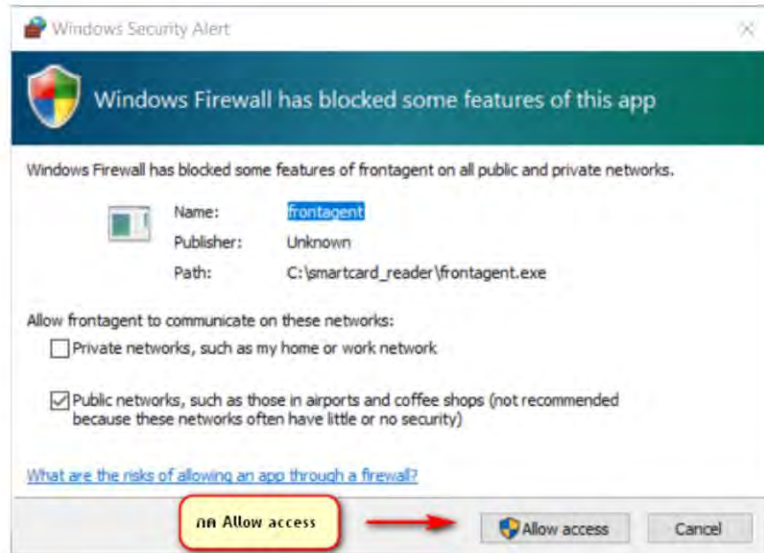 Windows Security Alert
Windows Firewall has blocked some features of this app
Windows Firewall has blocked some features of frontagent on all public and private networks.
Name: frontagent
Publisher: Unknown
Path: C:\smartcard_reader\frontagent.exe
Allow frontagent to communicate on these networks:
Private networks, such as my home or work network
Public networks, such as those in airports and coffee shops (not recommended
because these networks often have little or no security)
What are the risks of allowing an app through a firewall?
กด Allow access
Allow access
Cancel